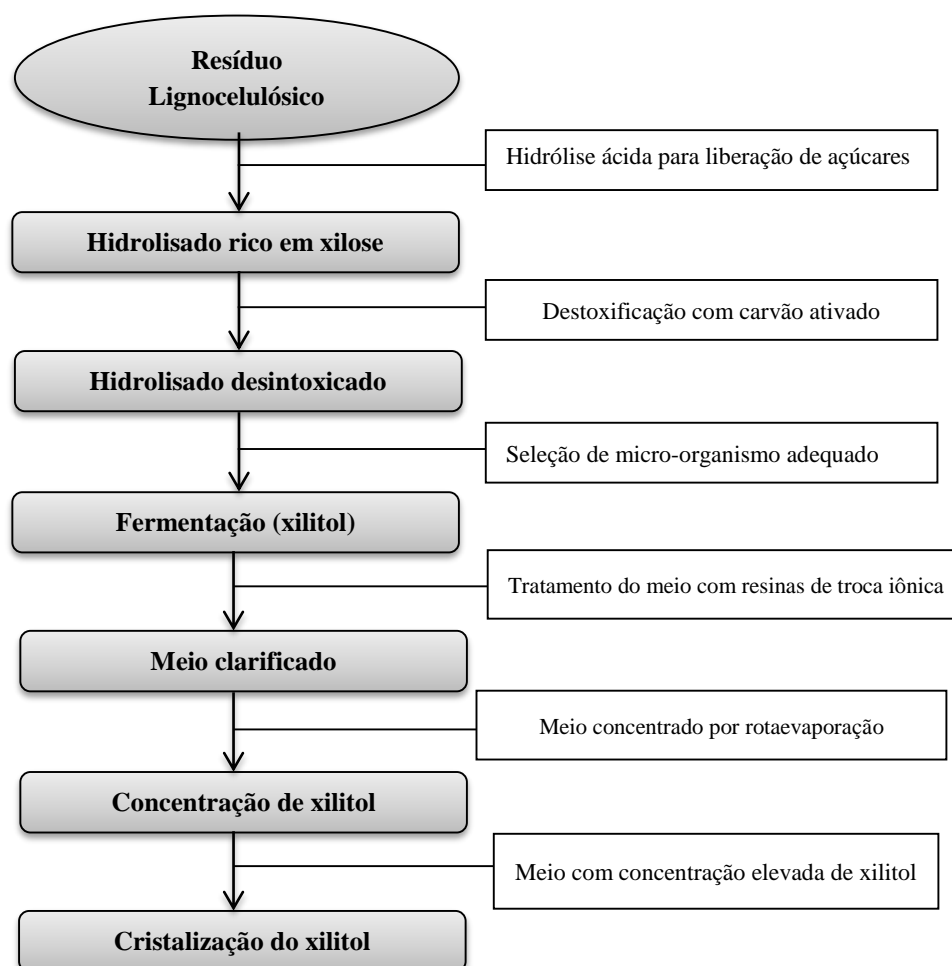 Resíduo
Lignocelulósico
Hidrólise ácida para liberação de açúcares
Hidrolisado rico em xilose
Destoxificação com carvão ativado
Hidrolisado desintoxicado
Seleção de micro-organismo adequado
Fermentação (xilitol)
Tratamento do meio com resinas de troca iônica
Meio clarificado
Meio concentrado por rotaevaporação
Concentração de xilitol
Meio com concentração elevada de xilitol
Cristalização do xilitol